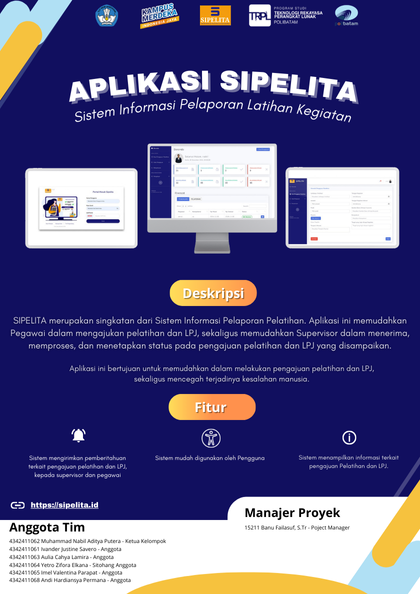 KAMPUS
MERDEKA
INDONESIA JAYA
SIPELITA
TRPL
PROGRAM STUDI
TEKNOLOGI REKAYASA
PERANGKAT LUNAK
POLIBATAM
APLIKASI SIPELITA
Sistem Informasi Pelaporan Latihan Kegiatan
Deskripsi
SIPELITA merupakan singkatan dari Sistem Informasi Pelaporan Pelatihan. Aplikasi ini memudahkan
Pegawai dalam mengajukan pelatihan dan LPJ, sekaligus memudahkan Supervisor dalam menerima,
memproses, dan menetapkan status pada pengajuan pelatihan dan LPJ yang disampaikan.
Aplikasi ini bertujuan untuk memudahkan dalam melakukan pengajuan pelatihan dan LPJ,
sekaligus mencegah terjadinya kesalahan manusia.
Fitur
Sistem mengirimkan pemberitahuan
terkait pengajuan pelatihan dan LPJ,
kepada supervisor dan pegawai
Sistem mudah digunakan oleh Pengguna
Sistem menampilkan informasi terkait
pengajuan Pelatihan dan LPJ.
https://sipelita.id
Anggota Tim
4342411062 Muhammad Nabil Aditya Putera - Ketua Kelompok
4342411061 Ivander Justine Savero - Anggota
4342411063 Aulia Cahya Lamira - Anggota
4342411064 Yetro Zifora Elkana - Sitohang Anggota
4342411065 Imel Valentina Parapat - Anggota
4342411068 Andi Hardiansya Permana - Anggota
Manajer Proyek
15211 Banu Failasuf, S.Tr - Poject Manager